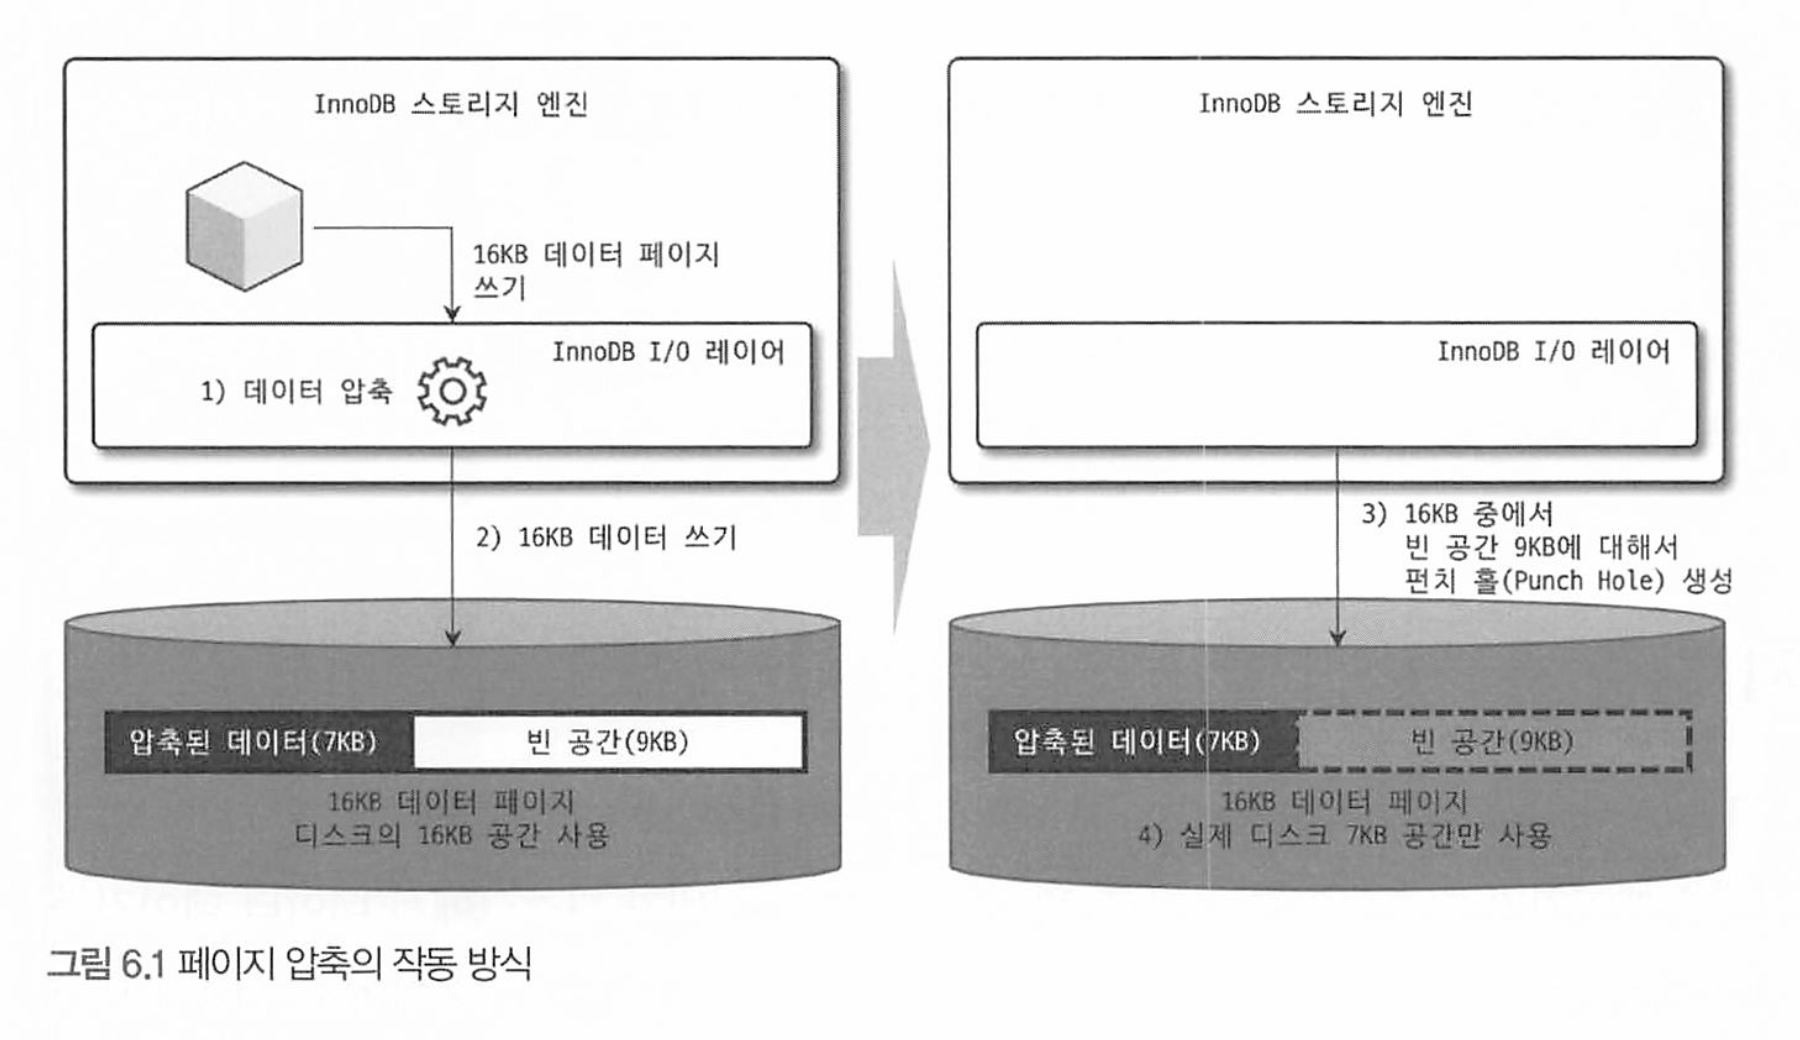 InnoDB 스토리지 엔진
16KB 데이터 페이지
쓰기
InnoDB I/O 레이어
1) 데이터 압축
2) 16KB 데이터 쓰기
압축된 데이터(7KB)
빈 공간(9KB)
16KB 데이터 페이지
디스크의 16KB 공간 사용
InnoDB 스토리지 엔진
InnoDB I/O 레이어
3) 16KB 중에서
빈 공간 9KB에 대해서
펀치 홀(Punch Hole) 생성
압축된 데이터(7KB)
빈 공간(9KB)
16KB 데이터 페이지
4) 실제 디스크 7KB 공간만 사용
그림 6.1 페이지 압축의 작동 방식